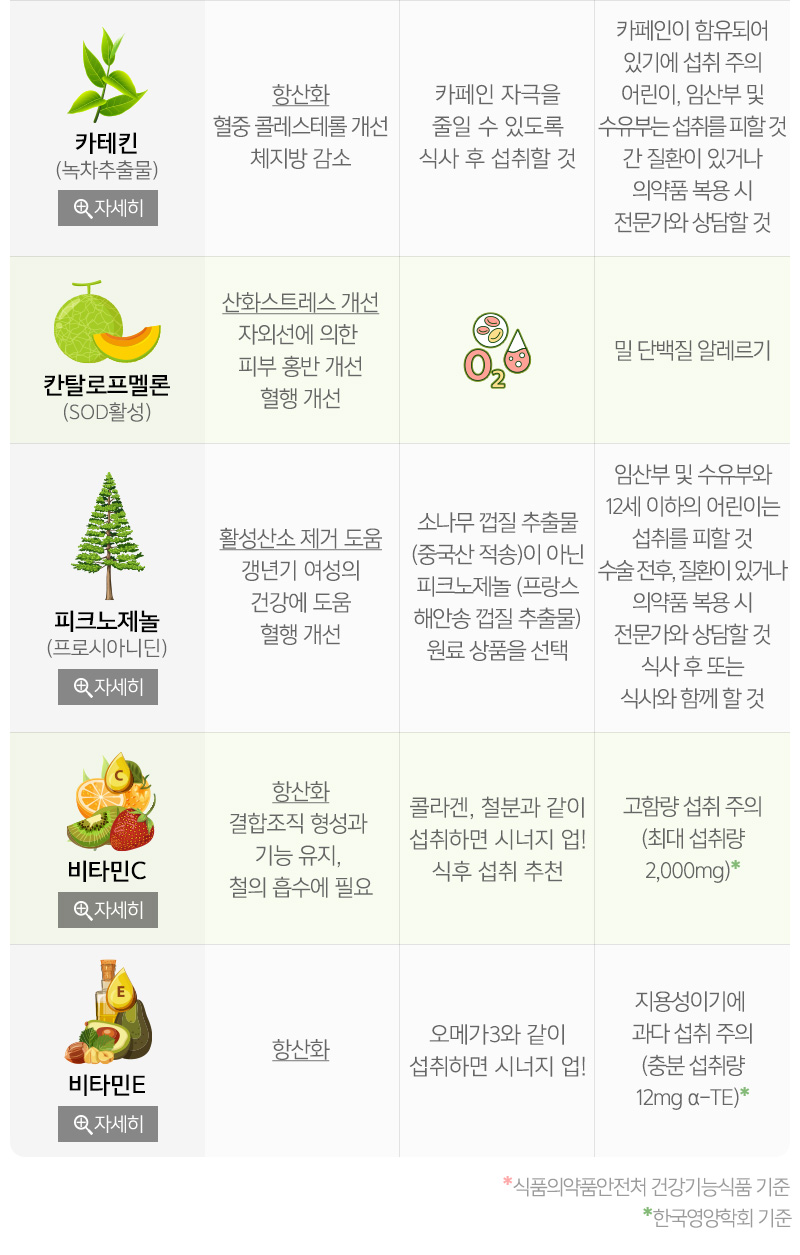 카테킨
(녹차추출물)
자세히
항산화
혈중 콜레스테롤 개선
체지방 감소
카페인 자극을
줄일 수 있도록
식사 후 섭취할 것
카페인이 함유되어
있기에 섭취 주의
어린이, 임산부 및
수유부는 섭취를 피할 것
간 질환이 있거나
의약품 복용 시
전문가와 상담할 것
칸탈로프멜론
(SOD활성)
산화스트레스 개선
자외선에 의한
피부 홍반 개선
혈행 개선
O2
밀 단백질 알레르기
피크노제놀
(프로시아니딘)
자세히
활성산소 제거 도움
갱년기 여성의
건강에 도움
혈행 개선
소나무 껍질 추출물
(중국산 적송)이 아닌
피크노제놀 (프랑스
해안송 껍질 추출물)
원료 상품을 선택
임산부 및 수유부와
12세 이하의 어린이는
섭취를 피할 것
수술 전후, 질환이 있거나
의약품 복용 시
전문가와 상담할 것
식사 후 또는
식사와 함께 할 것
C
비타민C
자세히
항산화
결합조직 형성과
기능 유지,
철의 흡수에 필요
콜라겐, 철분과 같이
섭취하면 시너지 업!
식후 섭취 추천
고함량 섭취 주의
(최대 섭취량
2,000mg)*
E
비타민E
자세히
항산화
오메가3와 같이
섭취하면 시너지 업!
지용성이기에
과다 섭취 주의
(충분 섭취량
12mg α-TE)*
*식품의약품안전처 건강기능식품 기준
*한국영양학회 기준